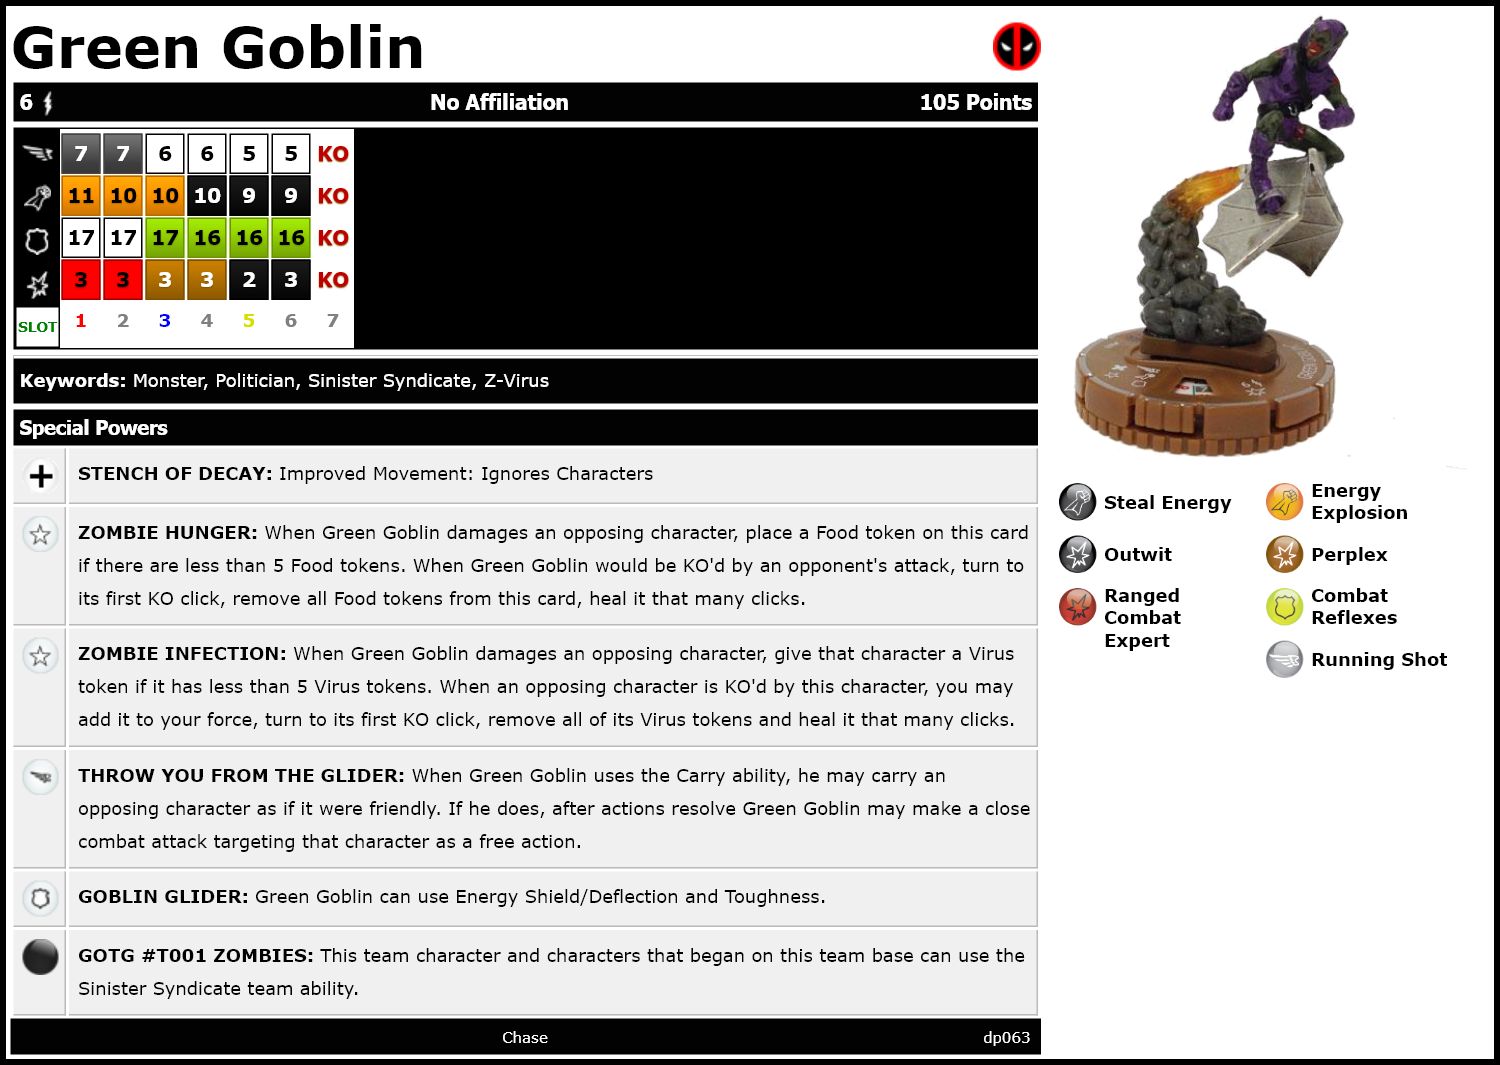 Green Goblin
6 No Affiliation 105 Points
7 7 6 6 5 5 KO
11 10 10 10 9 9 KO
17 17 17 16 16 16 KO
3 3 3 3 2 3 KO
SLOT 1 2 3 4 5 6 7
Keywords: Monster, Politician, Sinister Syndicate, Z-Virus
Special Powers
STENCH OF DECAY: Improved Movement: Ignores Characters
ZOMBIE HUNGER: When Green Goblin damages an opposing character, place a Food token on this card
if there are less than 5 Food tokens. When Green Goblin would be KO'd by an opponent's attack, turn to
its first KO click, remove all Food tokens from this card, heal it that many clicks.
ZOMBIE INFECTION: When Green Goblin damages an opposing character, give that character a Virus
token if it has less than 5 Virus tokens. When an opposing character is KO'd by this character, you may
add it to your force, turn to its first KO click, remove all of its Virus tokens and heal it that many clicks.
THROW YOU FROM THE GLIDER: When Green Goblin uses the Carry ability, he may carry an
opposing character as if it were friendly. If he does, after actions resolve Green Goblin may make a close
combat attack targeting that character as a free action.
GOBLIN GLIDER: Green Goblin can use Energy Shield/Deflection and Toughness.
GOTG #T001 ZOMBIES: This team character and characters that began on this team base can use the
Sinister Syndicate team ability.
Chase dp063
Steal Energy
Energy
Explosion
Outwit
Perplex
Ranged
Combat
Expert
Combat
Reflexes
Running Shot